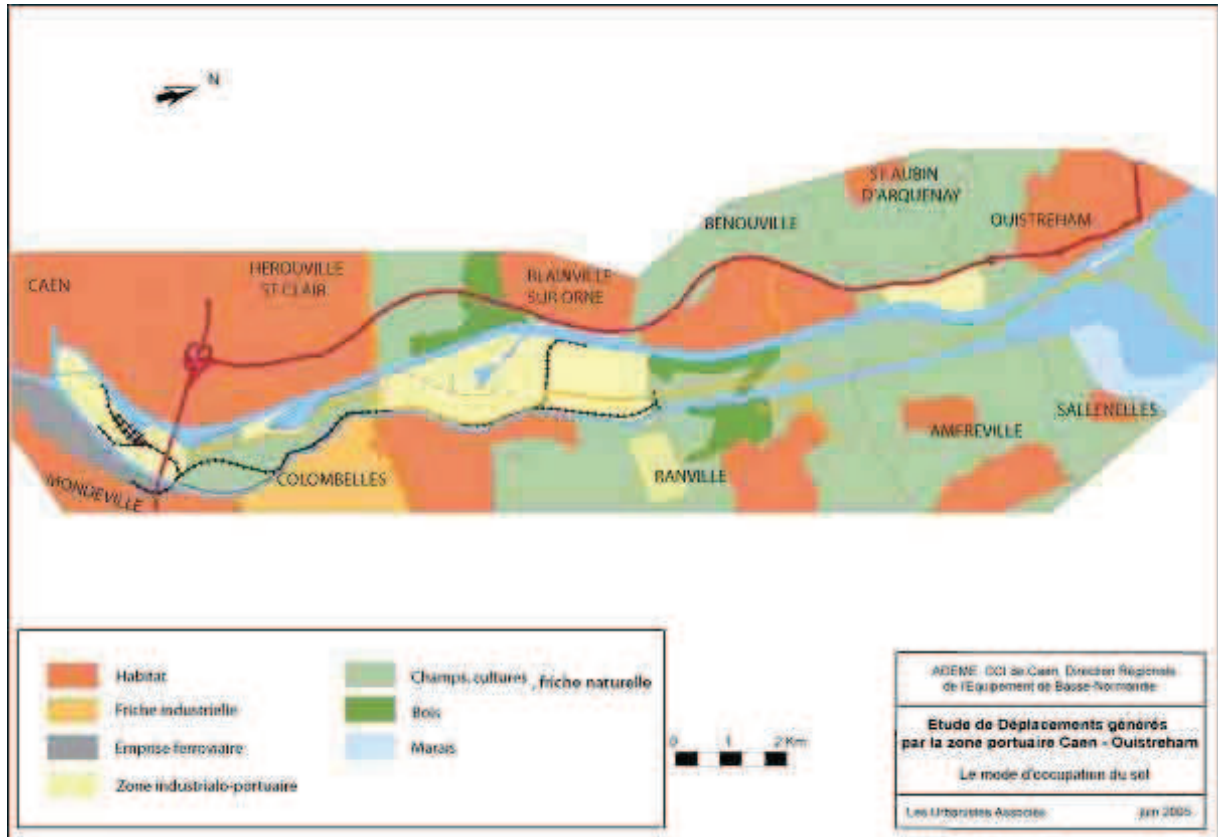 N
ST AUBIN
D'ARQUENAY
BENOUVILLE
OUISTREHAM
CAEN
HEROUVILLE
ST CLAIR
BLAINVILLE
SUR ORNE
SALLENELLES
AMFREVILLE
RANVILLE
COLOMBELLES
MONDEVILLE
Habitat
Friche industrielle
Emprise ferroviaire
Zone industrialo-portuaire
Champs, cultures , friche naturelle
Bois
Marais
0 1 2 Km
ADEME CCI de Caen, Direction Régionale
de l'Equipement de Basse-Normandie
Etude de Déplacements générés
par la zone portuaire Caen - Ouistreham
Le mode d'occupation du sol
Les Urbanistes Associés juin 2005